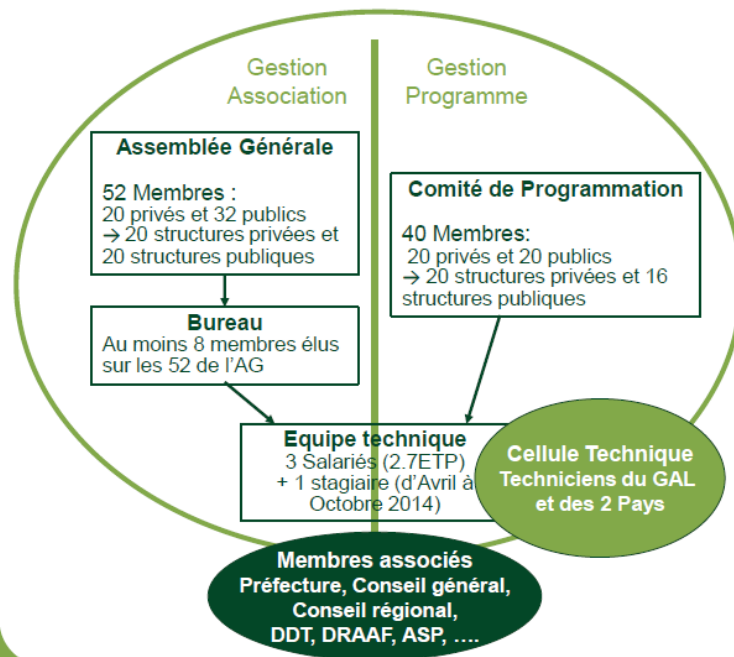 Gestion
Association
Gestion
Programme
Assemblée Générale
52 Membres :
20 privés et 32 publics
→ 20 structures privées et
20 structures publiques
Bureau
Au moins 8 membres élus
sur les 52 de l'AG
Comité de Programmation
40 Membres:
20 privés et 20 publics
→ 20 structures privées et 16
structures publiques
Equipe technique
3 Salariés (2.7ETP)
+ 1 stagiaire (d'Avril à
Octobre 2014)
Cellule Technique
Techniciens du GAL
et des 2 Pays
Membres associés
Préfecture, Conseil général,
Conseil régional,
DDT, DRAAF, ASP, ….